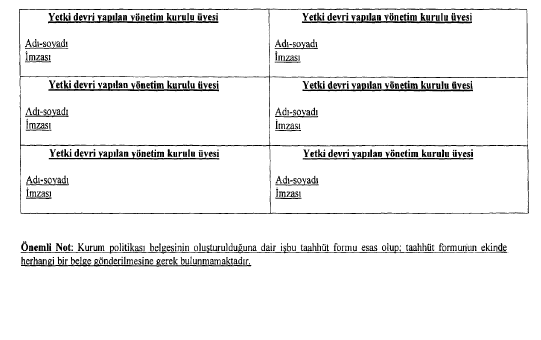 Yetki devri yapılan yönetim kurulu üyesi
Adı-soyadı
İmzası
Yetki devri yapılan yönetim kurulu üyesi
Adı-soyadı
İmzası
Yetki devri yapılan yönetim kurulu üyesi
Adı-soyadı
İmzası
Yetki devri yapılan yönetim kurulu üyesi
Adı-soyadı
İmzası
Yetki devri yapılan yönetim kurulu üyesi
Adı-soyadı
İmzası
Yetki devri yapılan yönetim kurulu üyesi
Adı-soyadı
İmzası
Önemli Not: Kurum politikası belgesinin oluşturulduğuna dair işbu taahhüt formu esas olup; taahhüt formunun ekinde
herhangi bir belge gönderilmesine gerek bulunmamaktadır.